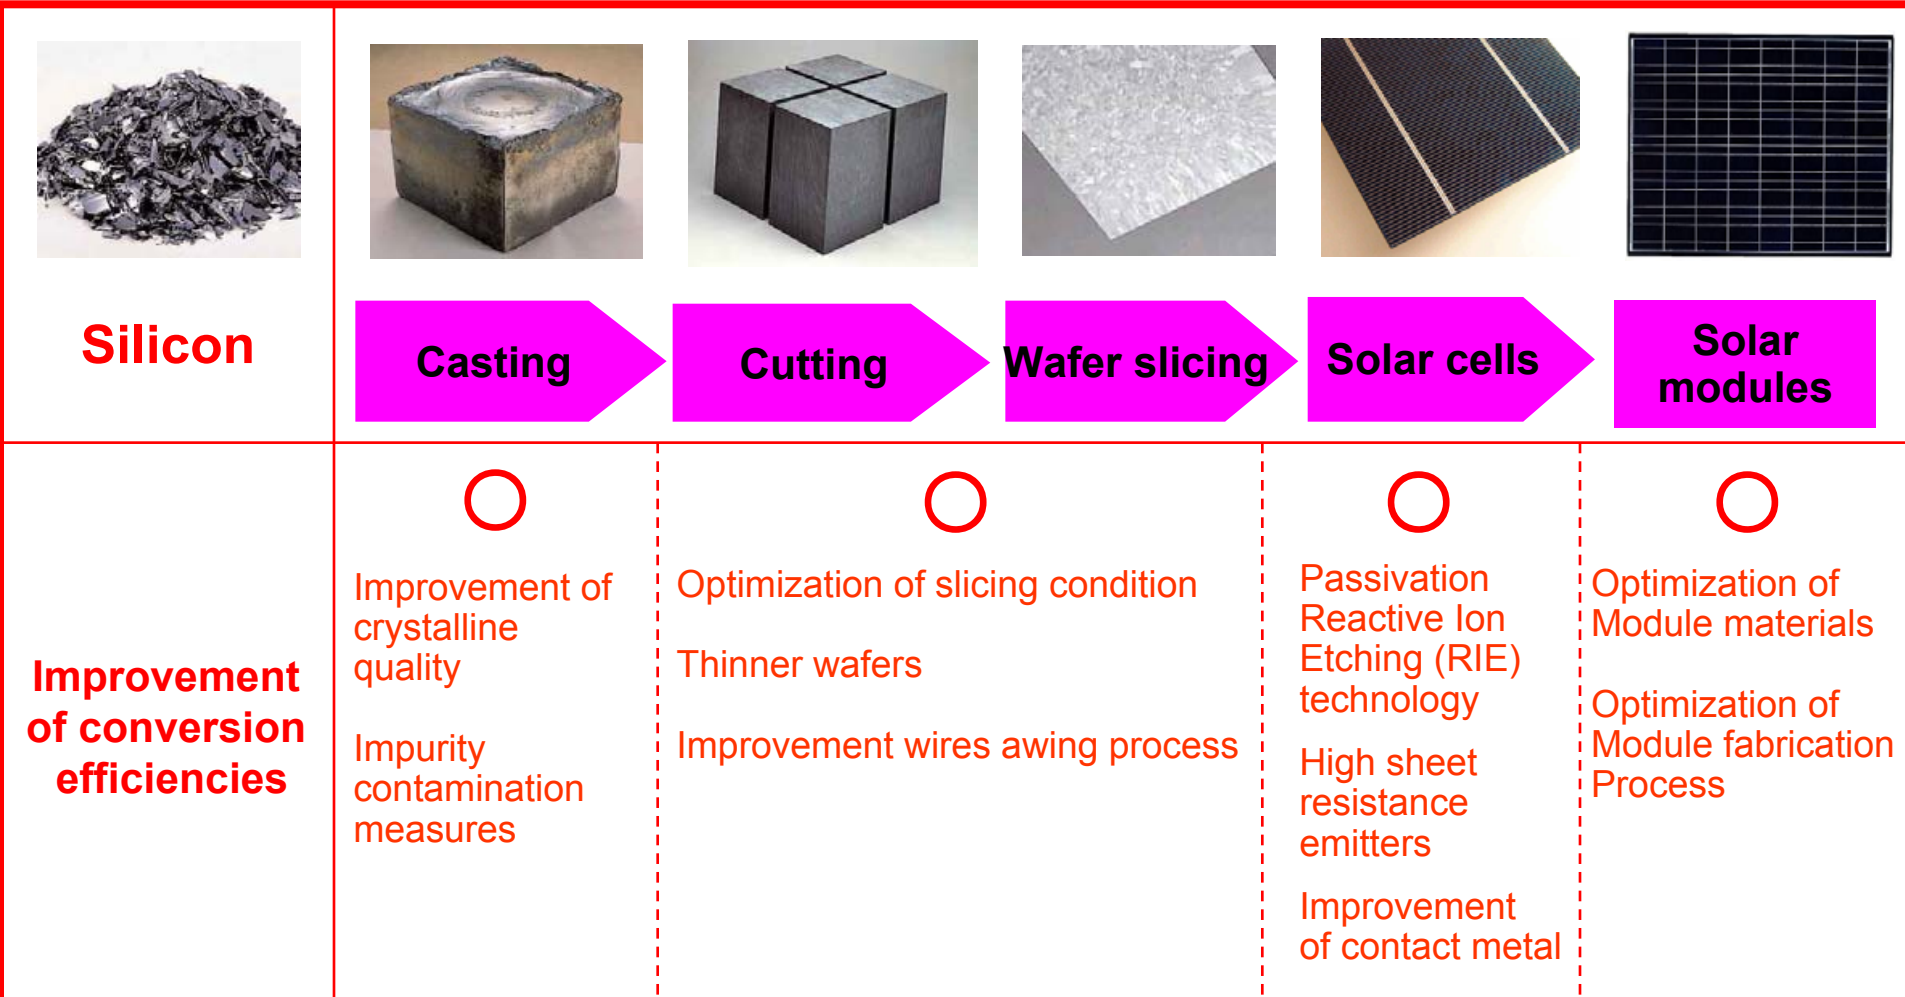 Silicon
Casting
Cutting
Wafer slicing
Solar cells
Solar
modules
Improvement
of conversion
efficiencies
Improvement of
crystalline
quality
Impurity
contamination
measures
Optimization of slicing condition
Thinner wafers
Improvement wires awing process
Passivation
Reactive Ion
Etching (RIE)
technology
High sheet
resistance
emitters
Improvement
of contact metal
Optimization of
Module materials
Optimization of
Module fabrication
Process